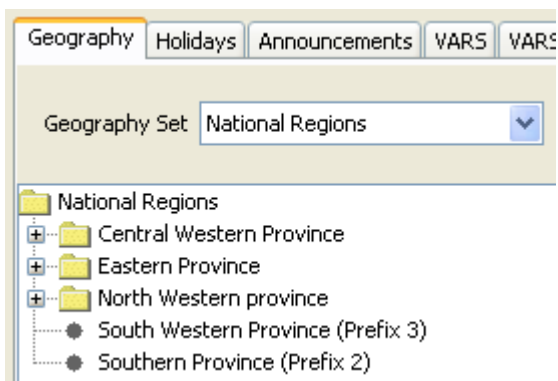 Geography Holidays Announcements VARS VARS
Geography Set National Regions
National Regions
Central Western Province
Eastern Province
North Western province
South Western Province (Prefix 3)
Southern Province (Prefix 2)